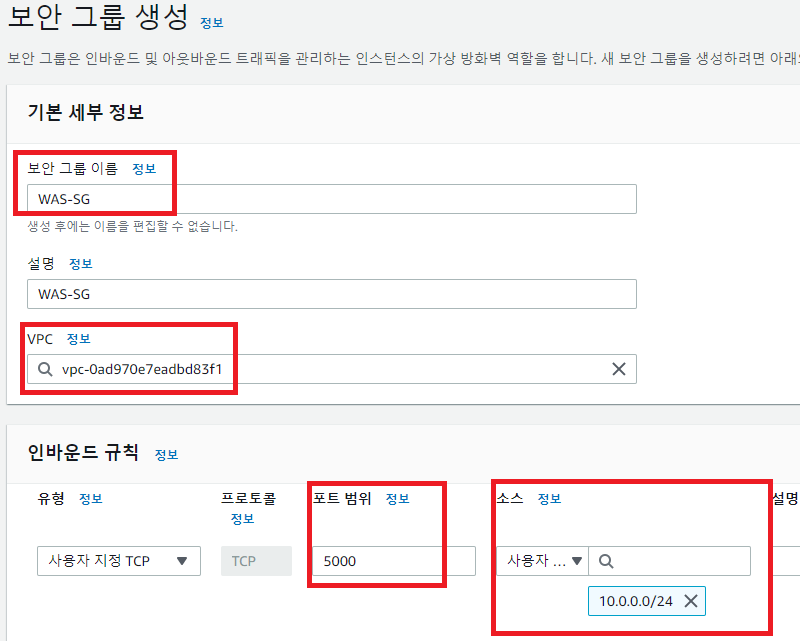 보안 그룹 생성 정보
보안 그룹은 인바운드 및 아웃바운드 트래픽을 관리하는 인스턴스의 가상 방화벽 역할을 합니다. 새 보안 그룹을 생성하려면 아래
기본 세부 정보
보안 그룹 이름 정보
WAS-SG
생성 후에는 이름을 편집할 수 없습니다.
설명 정보
WAS-SG
VPC 정보
vpc-0ad970e7eadbd83f1
인바운드 규칙 정보
유형 정보 프로토콜 포트 범위 정보 소스 정보 설명
정보
사용자 지정 TCP TCP 5000 사용자 ...
10.0.0.0/24